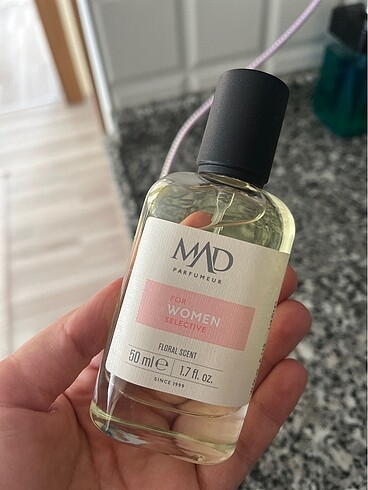 MAD
PARFUMEUR
FOR
WOMEN
SELECTIVE
FLORAL SCENT
50 ml ℮ 1.7 fl. oz.
SINCE 1999